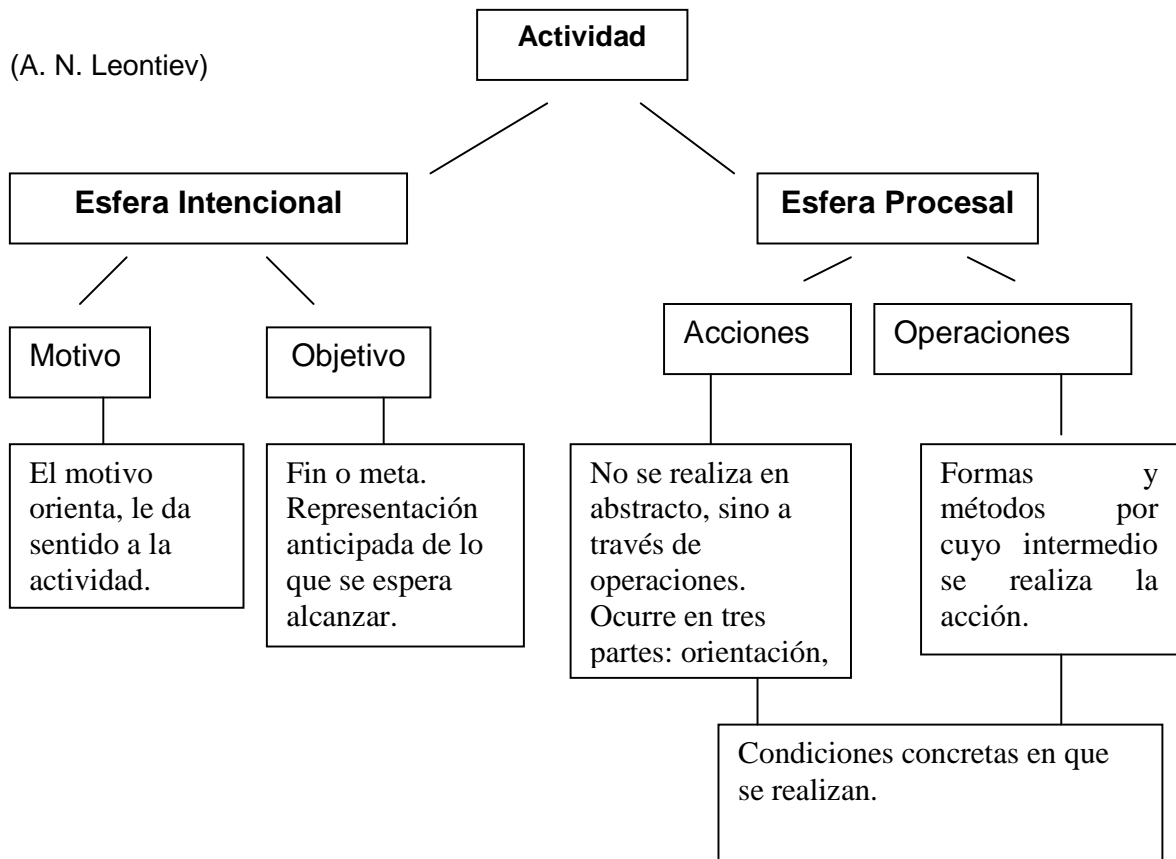 Actividad
(A. N. Leontiev)
Esfera Intencional
Esfera Procesal
Motivo
Objetivo
Acciones
Operaciones
El motivo
orienta, le da
sentido a la
actividad.
Fin o meta.
Representación
anticipada de lo
que se espera
alcanzar.
No se realiza en
abstracto, sino a
través de
operaciones.
Ocurre en tres
partes: orientación,
Formas y
métodos por
cuyo intermedio
se realiza la
acción.
Condiciones concretas en que
se realizan.